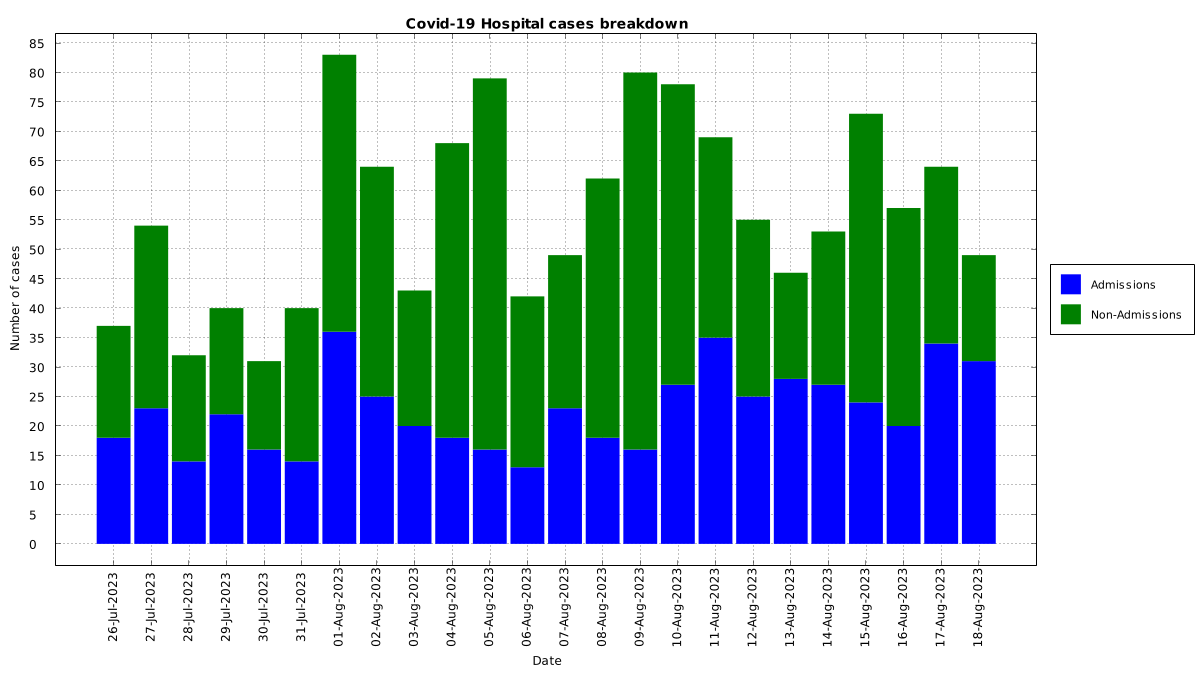 Covid-19 Hospital cases breakdown
85
80
75
70
65
60
55
50
45
40
35
30
25
20
15
10
5
0
Number of cases
26-Jul-2023
27-Jul-2023
28-Jul-2023
29-Jul-2023
30-Jul-2023
31-Jul-2023
01-Aug-2023
02-Aug-2023
03-Aug-2023
04-Aug-2023
05-Aug-2023
06-Aug-2023
07-Aug-2023
08-Aug-2023
09-Aug-2023
10-Aug-2023
11-Aug-2023
12-Aug-2023
13-Aug-2023
14-Aug-2023
15-Aug-2023
16-Aug-2023
17-Aug-2023
18-Aug-2023
Date
Admissions
Non-Admissions